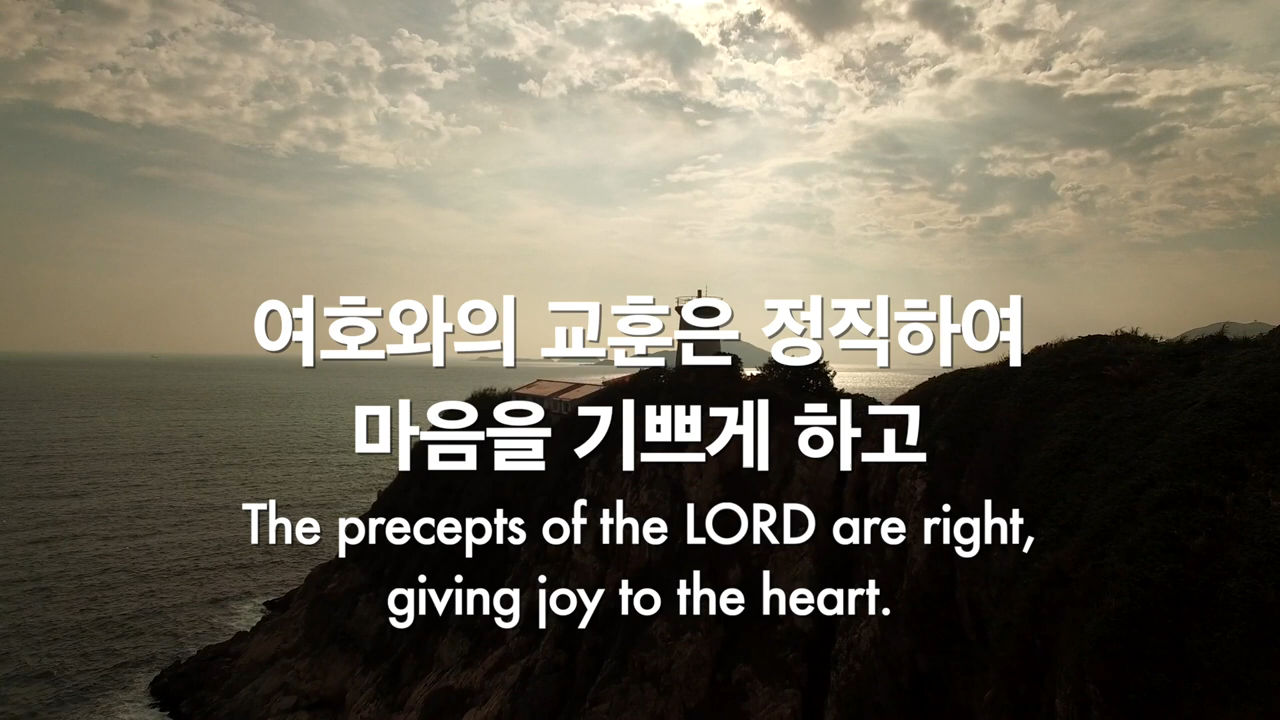 여호와의 교훈은 정직하여
마음을 기쁘게 하고
The precepts of the LORD are right,
giving joy to the heart.